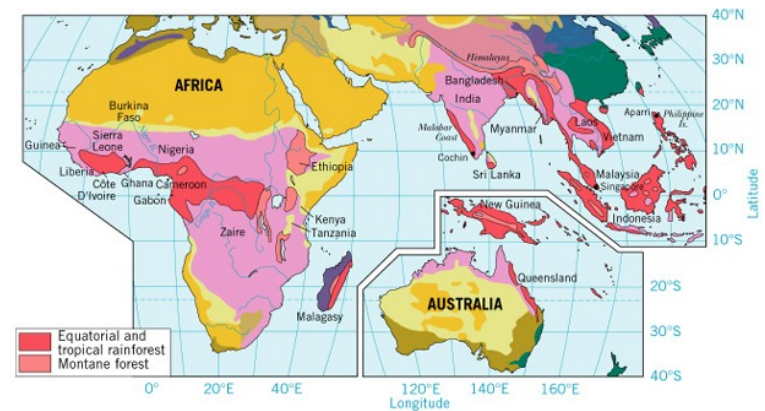 40°N
Himalayas
30°N
AFRICA
Bangladesh
India
20°N
Burkina
Faso
Aparri
Philippine
Is.
Laos
Malabar
Coast
Myanmar
Vietnam
Guinea
Sierra
Leone
Niger R.
Nigeria
10°N
Cochin
Ethiopia
Sri Lanka
Malaysia
Liberia
Côte
D'Ivoire
Ghana
Cameroon
Singapore
0°
Latitude
Gabon
New Guinea
Indonesia
Congo R.
Zaire
Kenya
Tanzania
10°S
Queensland
20°S
AUSTRALIA
Malagasy
30°S
Equatorial and
tropical rainforest
Montane forest
40°S
0°
20°E
40°E
120°E
140°E
160°E
Longitude
Longitude